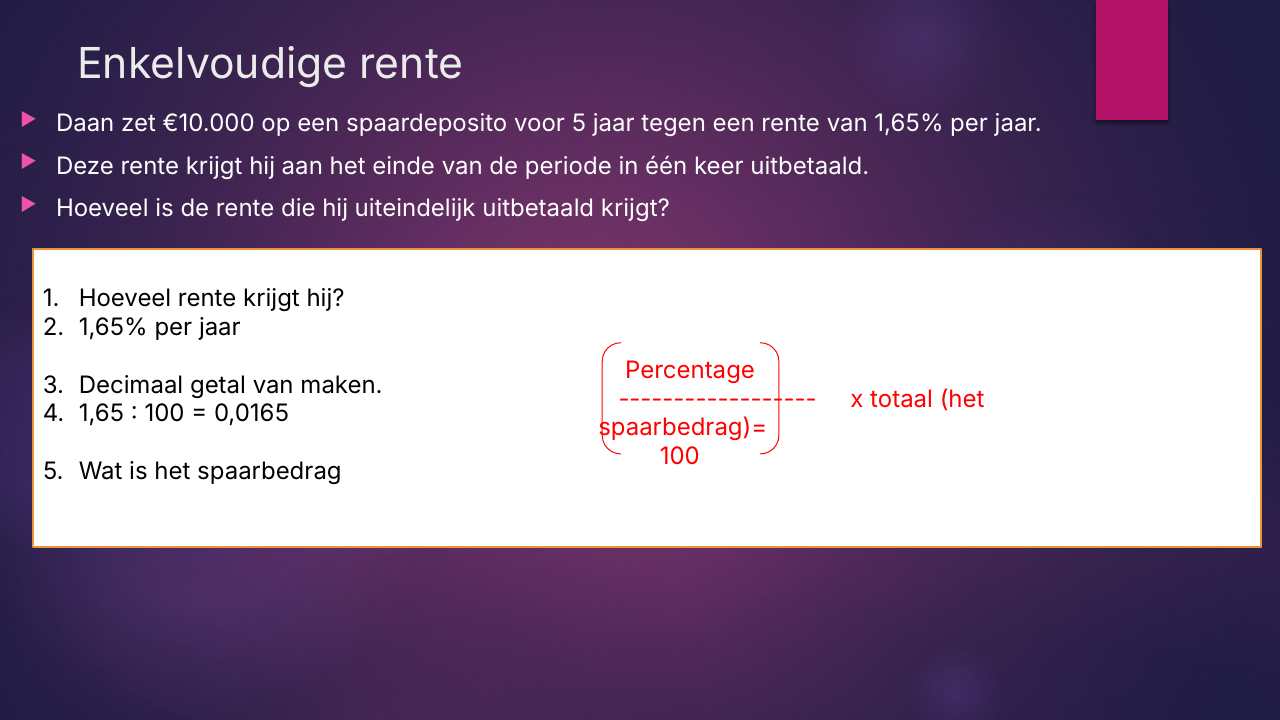 Enkelvoudige rente
Daan zet €10.000 op een spaardeposito voor 5 jaar tegen een rente van 1,65% per jaar.
Deze rente krijgt hij aan het einde van de periode in één keer uitbetaald.
Hoeveel is de rente die hij uiteindelijk uitbetaald krijgt?
1. Hoeveel rente krijgt hij?
2. 1,65% per jaar
3. Decimaal getal van maken.
4. 1,65 : 100 = 0,0165
5. Wat is het spaarbedrag
Percentage
------------------ x totaal (het
spaarbedrag)=
100